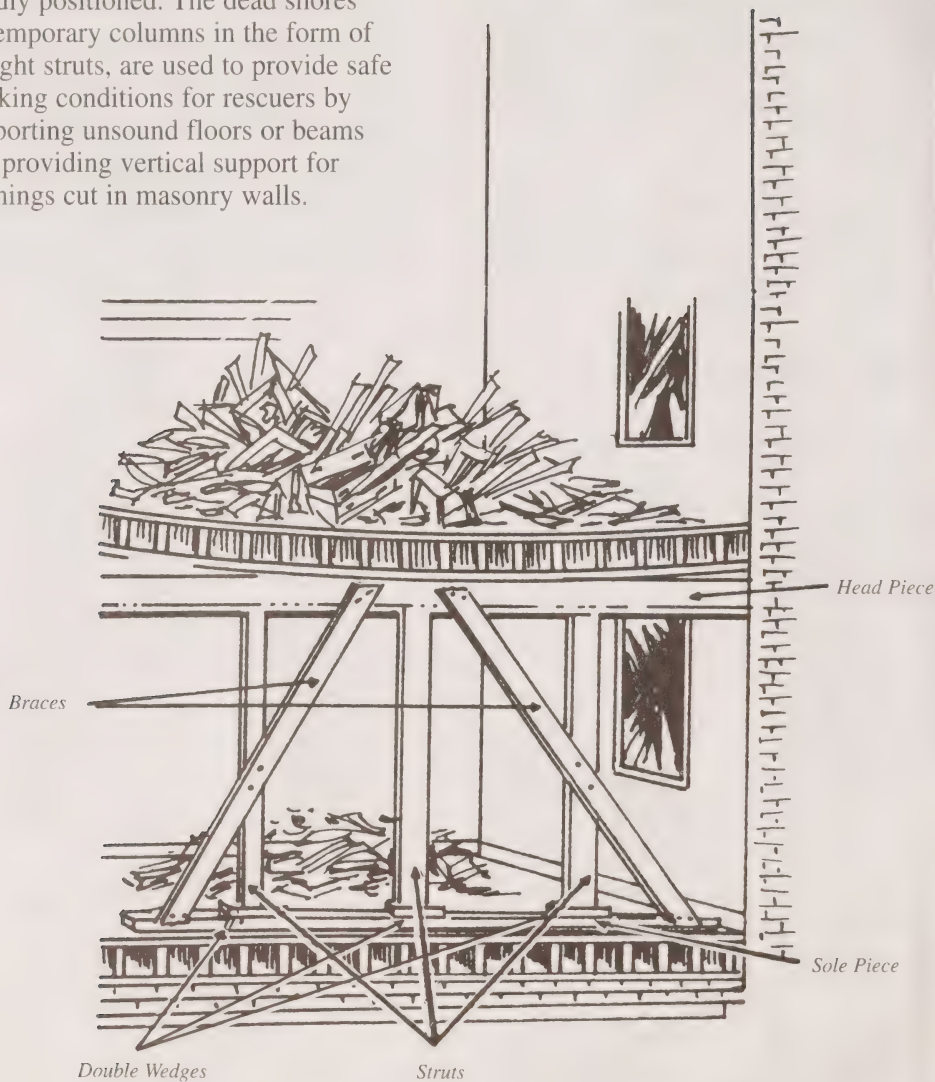 positioned. The dead shores
emporary columns in the form of
ght struts, are used to provide safe
king conditions for rescuers by
porting unsound floors or beams
providing vertical support for
nings cut in masonry walls.
Head Piece
Braces
Sole Piece
Double Wedges
Struts